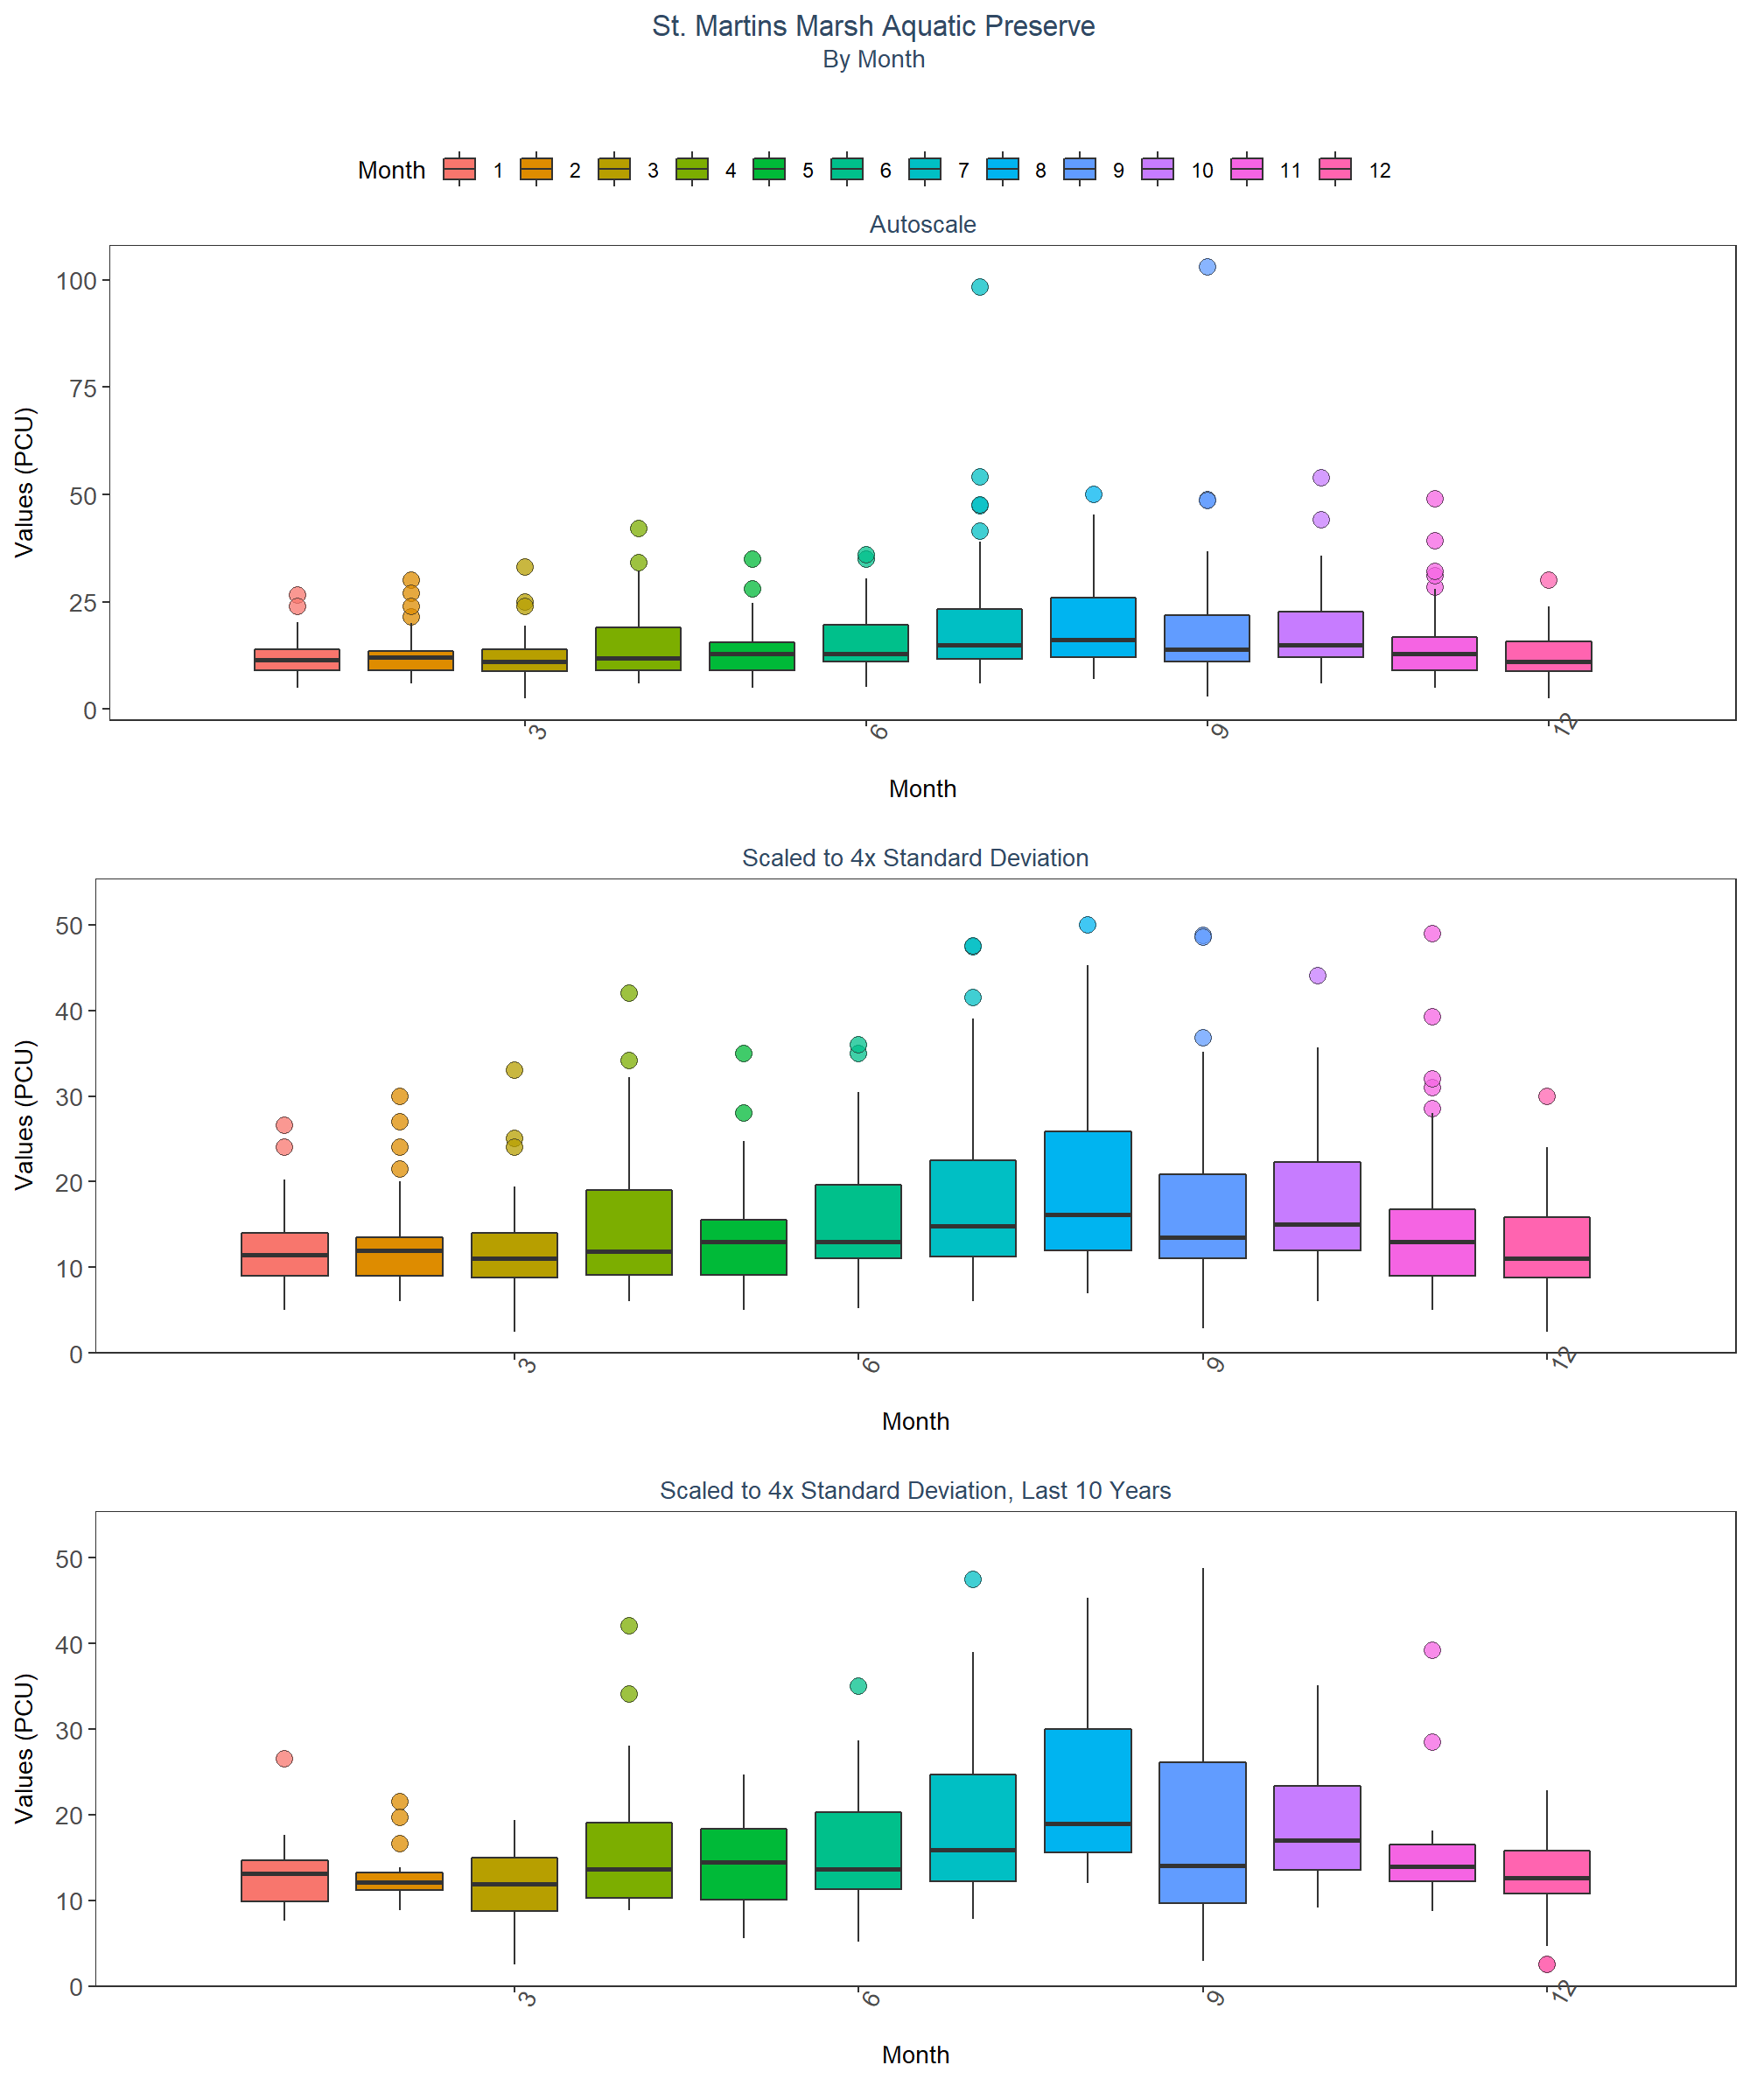 St. Martins Marsh Aquatic Preserve
By Month
Month 1 2 3 4 5 6 7 8 9 10 11 12
Autoscale
Values (PCU)
100
75
50
25
0
3 6 9 12
Month
Scaled to 4x Standard Deviation
Values (PCU)
50
40
30
20
10
0
3 6 9 12
Month
Scaled to 4x Standard Deviation, Last 10 Years
Values (PCU)
50
40
30
20
10
0
3 6 9 12
Month